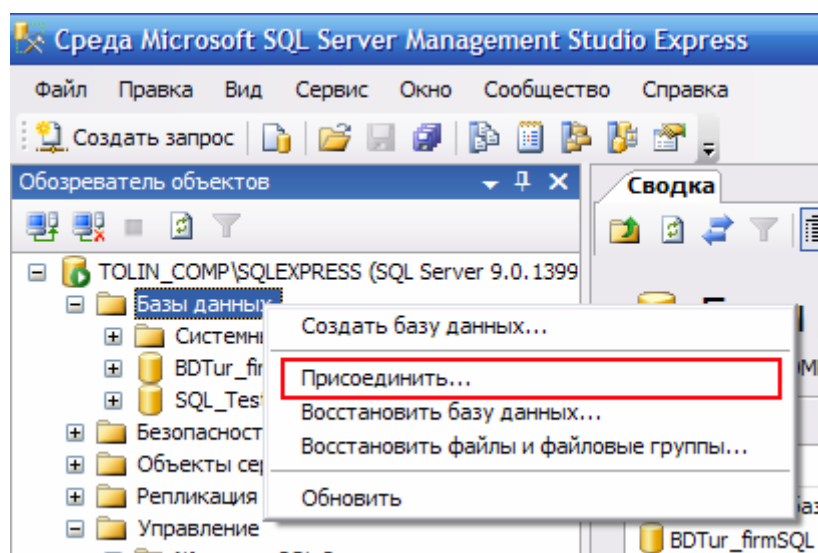 Среда Microsoft SQL Server Management Studio Express
Файл Правка Вид Сервис Окно Сообщество Справка
Создать запрос
Обозреватель объектов
Сводка
TOLIN_COMP\SQLEXPRESS (SQL Server 9.0.1399
Базы данных
Создать базу данных...
Присоединить...
Восстановить базу данных...
Безопасност
Восстановить файлы и файловые группы...
Репликация
Обновить
Управление
BDTur_firmSQL